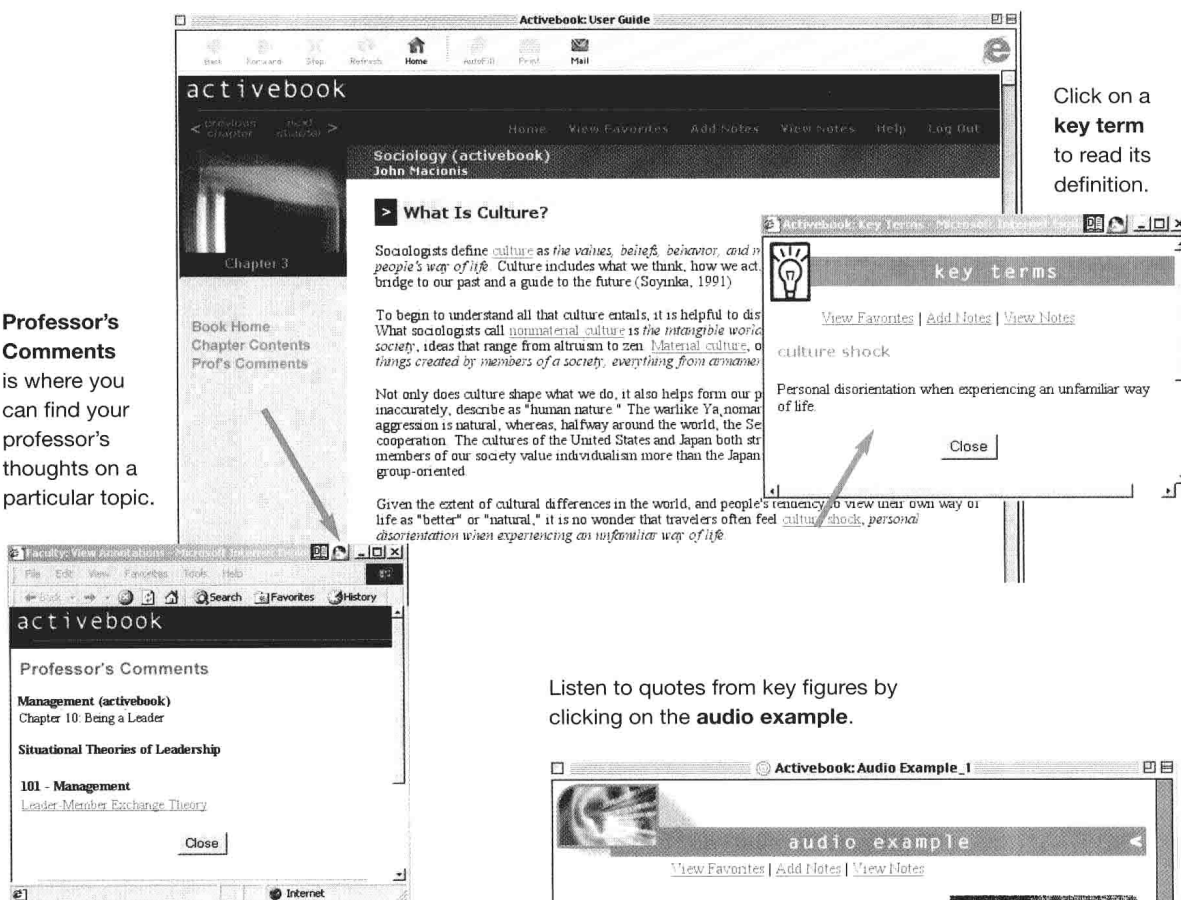 Activebook: User Guide
Back Forward Stop Refresh Home AutoFill Print Mail
activebook
< previous chapter next chapter >
Home View Favorites Add Notes View Notes Help Log Out
Sociology (activebook)
John Macionis
Chapter 3
Book Home
Chapter Contents
Prof's Comments
> What Is Culture?
Sociologists define culture as the values, beliefs, behavior, and
people's way of life. Culture includes what we think, how we act,
bridge to our past and a guide to the future (Soyinka, 1991)
To begin to understand all that culture entails, it is helpful to dis
What sociologists call nonmaterial culture is the intangible world
society, ideas that range from altruism to zen. Material culture, o
things created by members of a society, everything from armamen
Not only does culture shape what we do, it also helps form our p
inaccurately, describe as "human nature." The warlike Ya̧nomar
aggression is natural, whereas, halfway around the world, the Se
cooperation. The cultures of the United States and Japan both str
members of our society value individualism more than the Japan
group-oriented
Given the extent of cultural differences in the world, and people's tendency to view their own way of
life as "better" or "natural," it is no wonder that travelers often feel culture shock, personal
disorientation when experiencing an unfamiliar way of life.
Click on a
key term
to read its
definition.
Activebook: Key Terms - Microsoft Internet
key terms
View Favorites | Add Notes | View Notes
culture shock
Personal disorientation when experiencing an unfamiliar way
of life.
Close
Professor's
Comments
is where you
can find your
professor's
thoughts on a
particular topic.
Faculty: View Annotations - Microsoft Internet
File Edit View Favorites Tools Help
Back Search Favorites History
activebook
Professor's Comments
Management (activebook)
Chapter 10: Being a Leader
Situational Theories of Leadership
101 - Management
Leader-Member Exchange Theory
Close
Internet
Listen to quotes from key figures by
clicking on the audio example.
Activebook: Audio Example_1
audio example <
View Favorites | Add Notes | View Notes